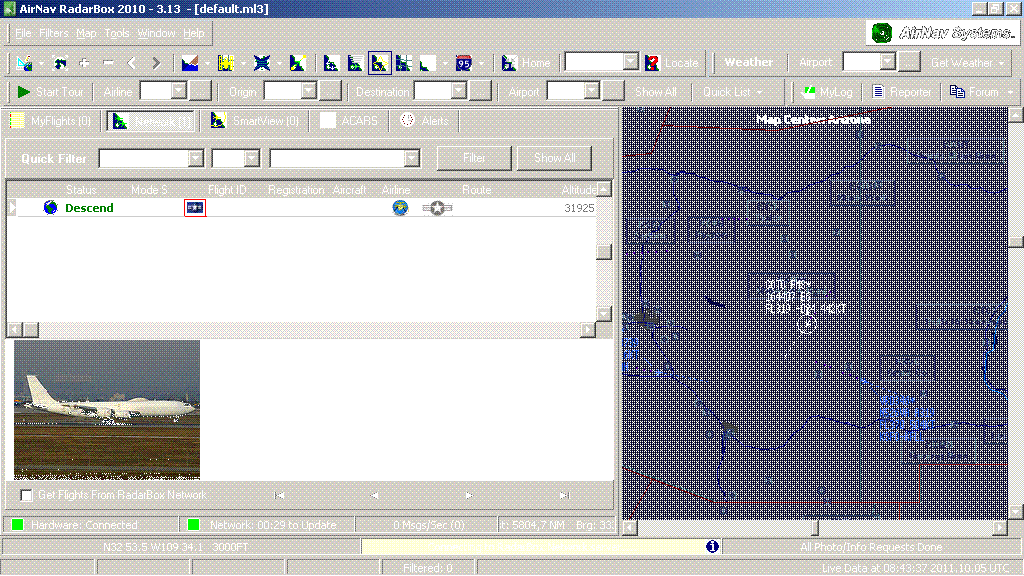 AirNav RadarBox 2010 - 3.13 - [default.ml3]
File Filters Map Tools Window Help
AirNav Systems.
95 Home Locate Weather Airport Get Weather
Start Tour Airline Origin Destination Airport Show All Quick List MyLog Reporter Forum
MyFlights (0) Network (1) SmartView (0) ACARS Alerts
Map Center: Arizona
Quick Filter Filter Show All
Status Mode S Flight ID Registration Aircraft Airline Route Altitude
Descend 31925
Get Flights From RadarBox Network
Hardware: Connected Network: 00:29 to Update 0 Msgs/Sec (0) t: 5804,7 NM Brg: 33
N32 53.5 W109 34.1 3000FT All Photo/Info Requests Done
Filtered: 0 Live Data at 08:43:37 2011.10.05 UTC